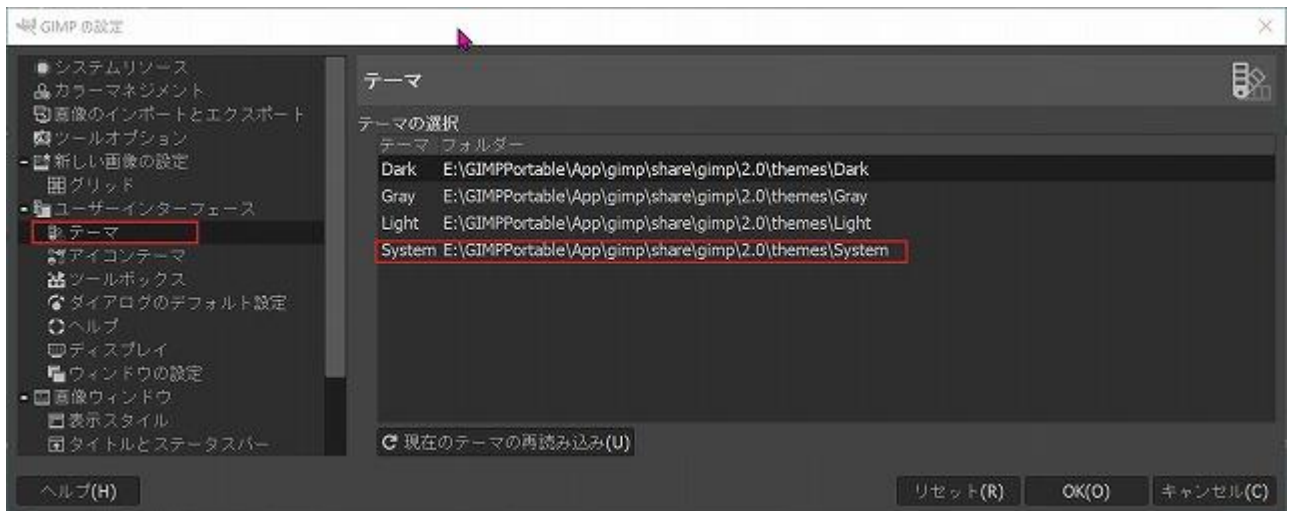 GIMP の設定
システムリソース
カラーマネジメント
画像のインポートとエクスポート
ツールオプション
新しい画像の設定
グリッド
ユーザーインターフェース
テーマ
アイコンテーマ
ツールボックス
ダイアログのデフォルト設定
ヘルプ
ディスプレイ
ウィンドウの設定
画像ウィンドウ
表示スタイル
タイトルとステータスバー
テーマ
テーマの選択
テーマ フォルダー
Dark E:\GIMPPortable\App\gimp\share\gimp\2.0\themes\Dark
Gray E:\GIMPPortable\App\gimp\share\gimp\2.0\themes\Gray
Light E:\GIMPPortable\App\gimp\share\gimp\2.0\themes\Light
System E:\GIMPPortable\App\gimp\share\gimp\2.0\themes\System
現在のテーマの再読み込み(U)
ヘルプ(H)
リセット(R)
OK(O)
キャンセル(C)